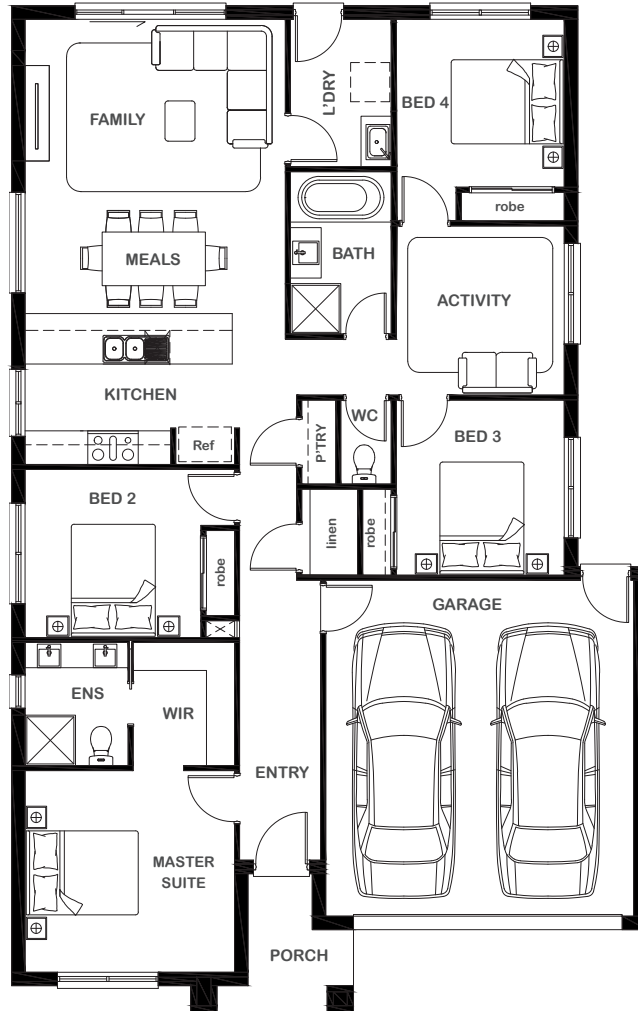 FAMILY
L'DRY
BED 4
robe
MEALS
BATH
ACTIVITY
KITCHEN
WC
Ref
P'TRY
BED 3
BED 2
linen
robe
robe
X
GARAGE
ENS
WIR
ENTRY
MASTER
SUITE
PORCH